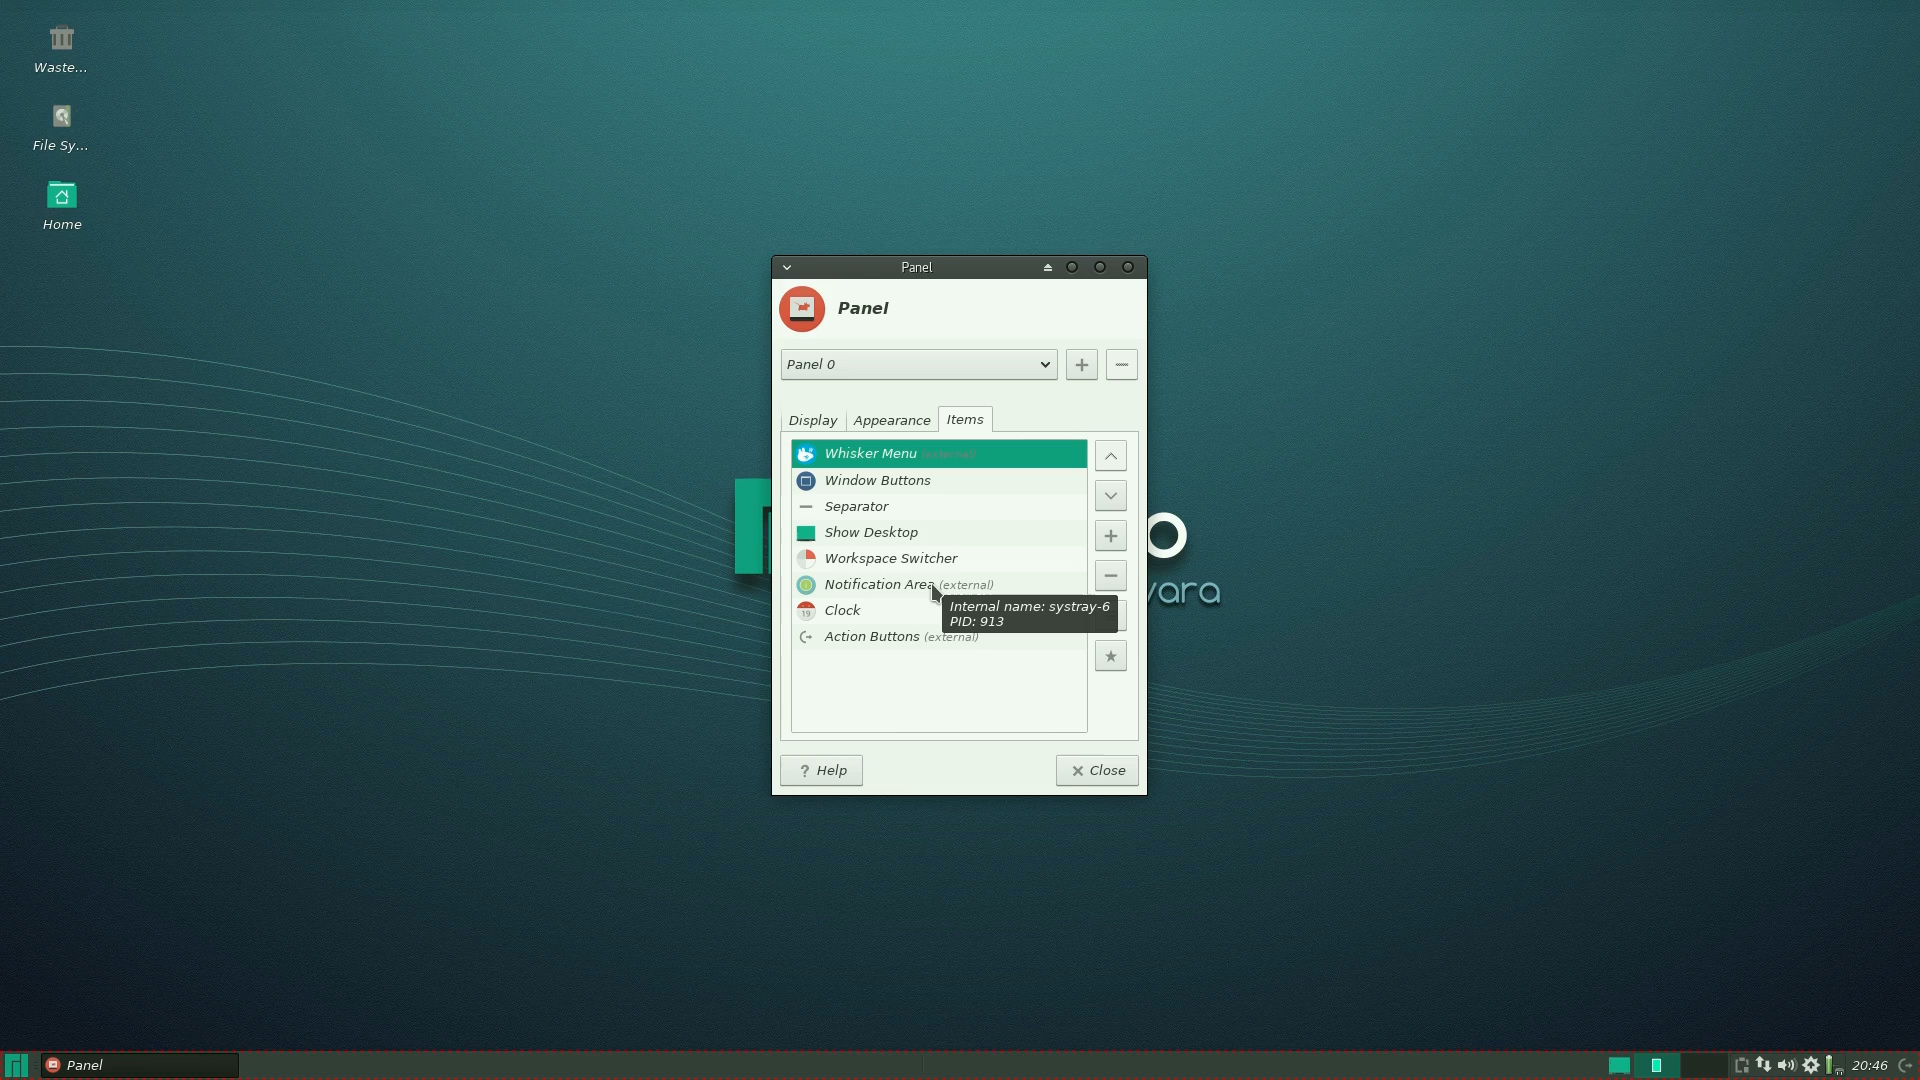 Waste...
File Sy...
Home
Panel
Panel
Panel 0
Display
Appearance
Items
Whisker Menu (external)
Window Buttons
Separator
Show Desktop
Workspace Switcher
Notification Area (external)
Internal name: systray-6
PID: 913
Clock
Action Buttons (external)
? Help
Close
Panel
20:46